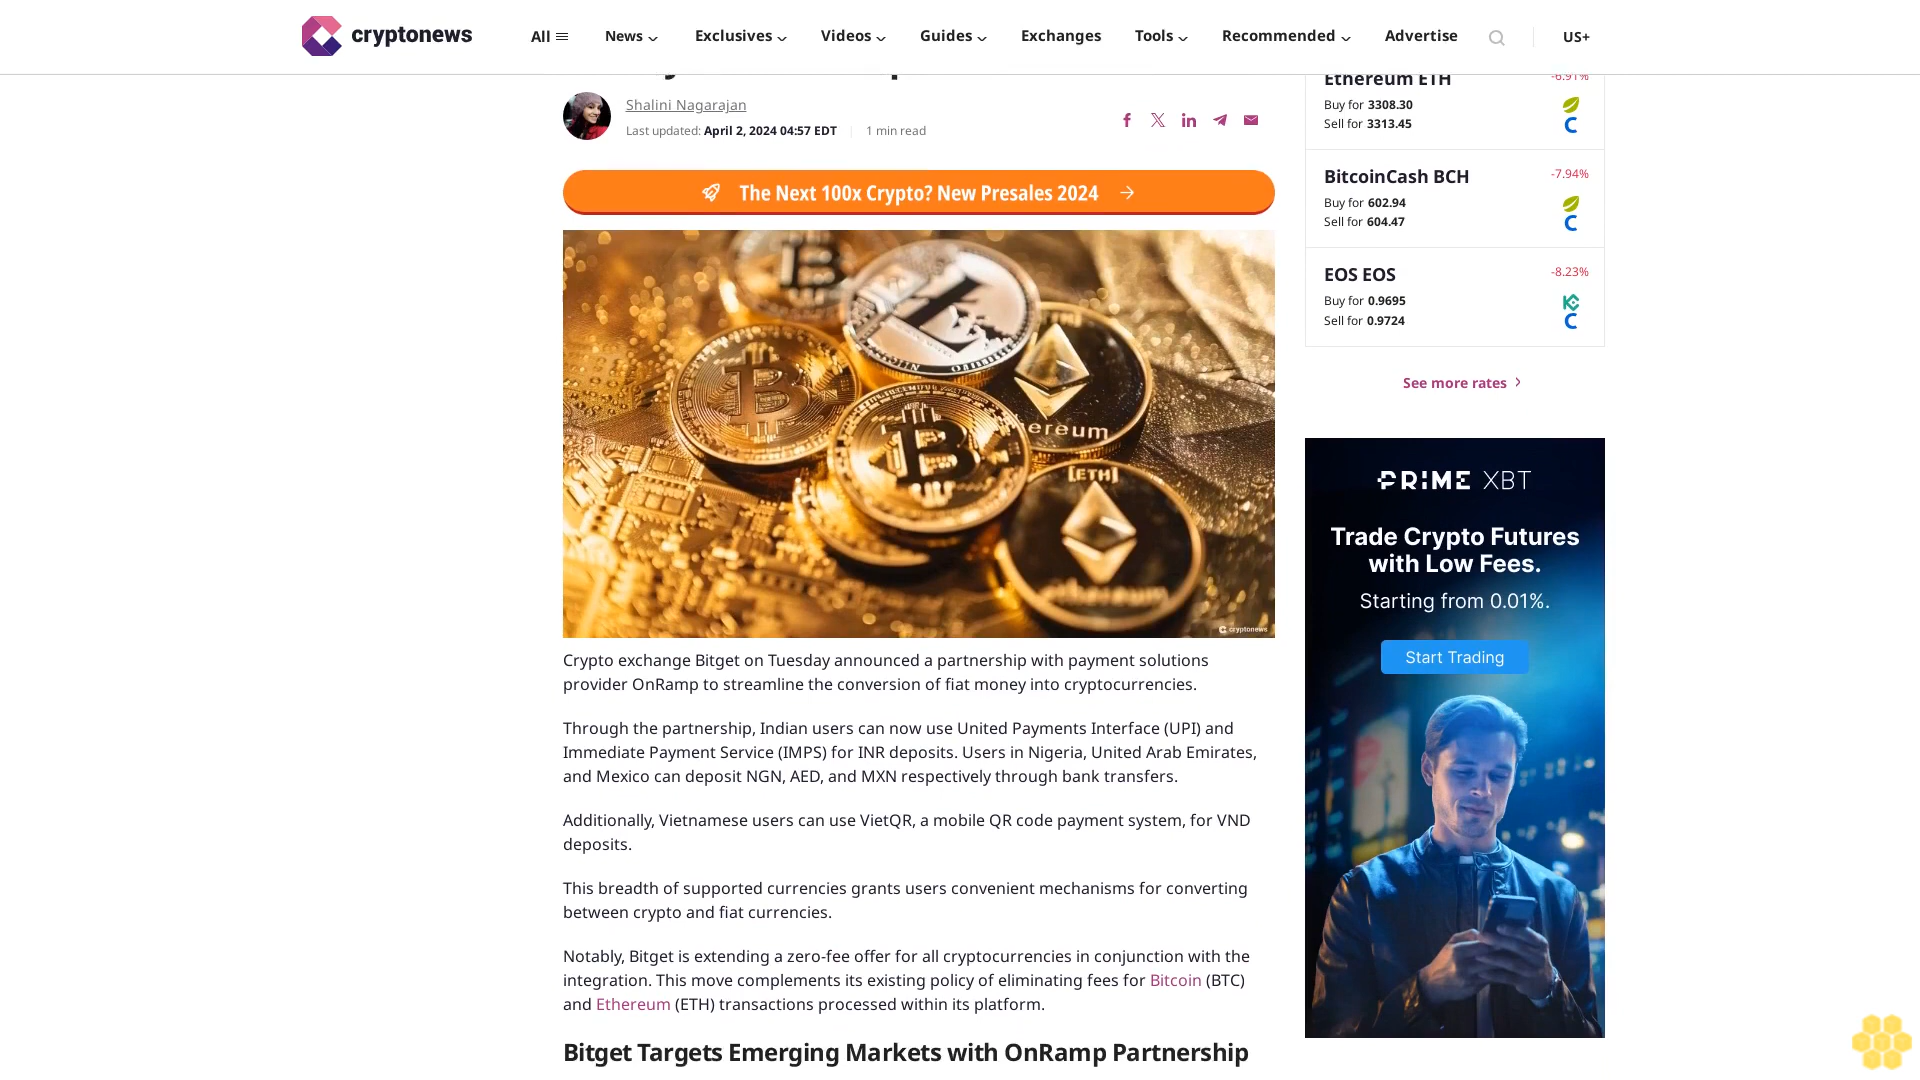 cryptonews
All
News
Exclusives
Videos
Guides
Exchanges
Tools
Recommended
Advertise
US+
Shalini Nagarajan
Last updated: April 2, 2024 04:57 EDT
1 min read
The Next 100x Crypto? New Presales 2024
ethereum
[ETH]
cryptonews
Crypto exchange Bitget on Tuesday announced a partnership with payment solutions
provider OnRamp to streamline the conversion of fiat money into cryptocurrencies.
Through the partnership, Indian users can now use United Payments Interface (UPI) and
Immediate Payment Service (IMPS) for INR deposits. Users in Nigeria, United Arab Emirates,
and Mexico can deposit NGN, AED, and MXN respectively through bank transfers.
Additionally, Vietnamese users can use VietQR, a mobile QR code payment system, for VND
deposits.
This breadth of supported currencies grants users convenient mechanisms for converting
between crypto and fiat currencies.
Notably, Bitget is extending a zero-fee offer for all cryptocurrencies in conjunction with the
integration. This move complements its existing policy of eliminating fees for Bitcoin (BTC)
and Ethereum (ETH) transactions processed within its platform.
Bitget Targets Emerging Markets with OnRamp Partnership
Ethereum ETH
-6.91%
Buy for 3308.30
Sell for 3313.45
BitcoinCash BCH
-7.94%
Buy for 602.94
Sell for 604.47
EOS EOS
-8.23%
Buy for 0.9695
Sell for 0.9724
See more rates
PRIME XBT
Trade Crypto Futures
with Low Fees.
Starting from 0.01%.
Start Trading